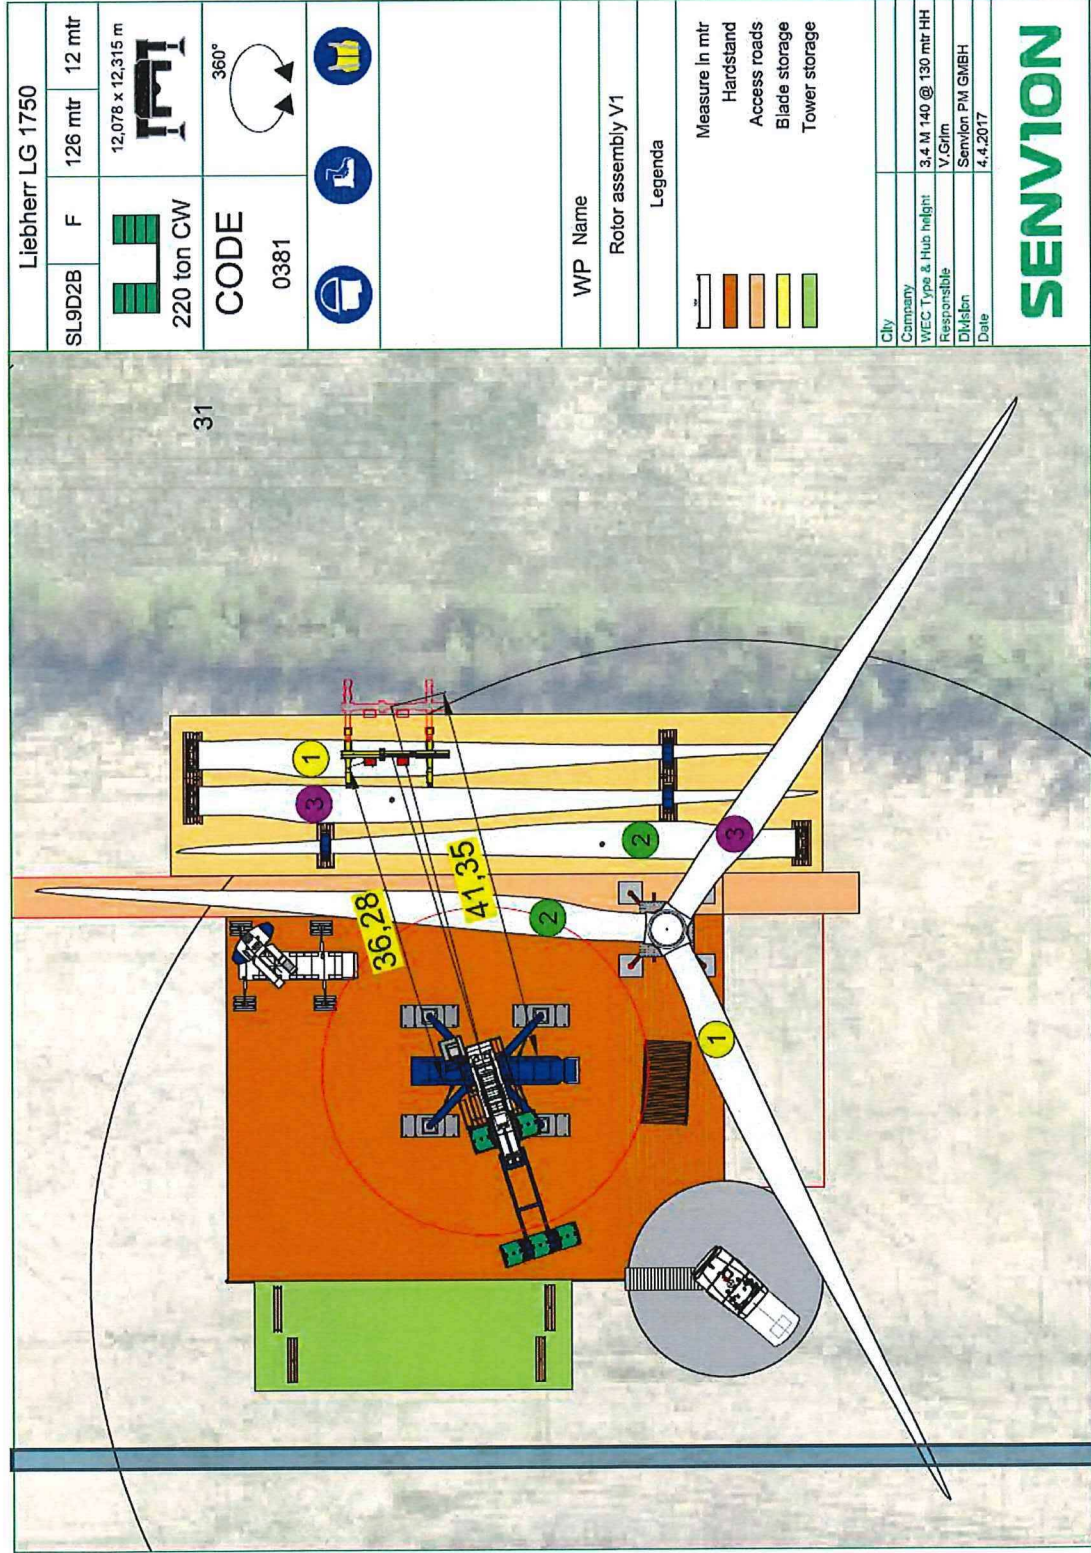 Liebherr LG 1750
SL9D2B F 126 mtr 12 mtr
220 ton CW
12,078 x 12,315 m
CODE
0381
360°
WP Name
Rotor assembly V1
Legenda
Measure in mtr
Hardstand
Access roads
Blade storage
Tower storage
City
Company
WEC Type & Hub height 3,4 M 140 @ 130 mtr HH
Responsible V.Grim
Division Senvion PM GMBH
Date 4.4.2017
SENVION
31
36,28
41,35
1
3
2
2
3
1